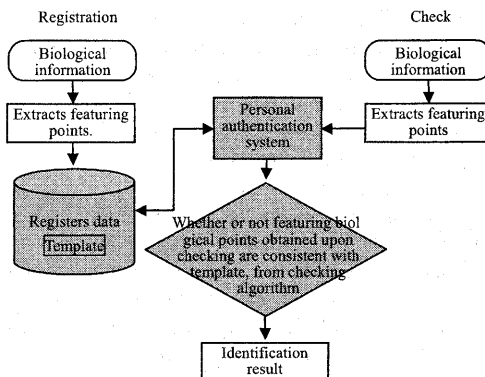 Registration
Check
Biological
information
Biological
information
Extracts featuring
points.
Personal
authentication
system
Extracts featuring
points
Registers data
Template
Whether or not featuring biol
gical points obtained upon
checking are consistent with
template, from checking
algorithm
Identification
result